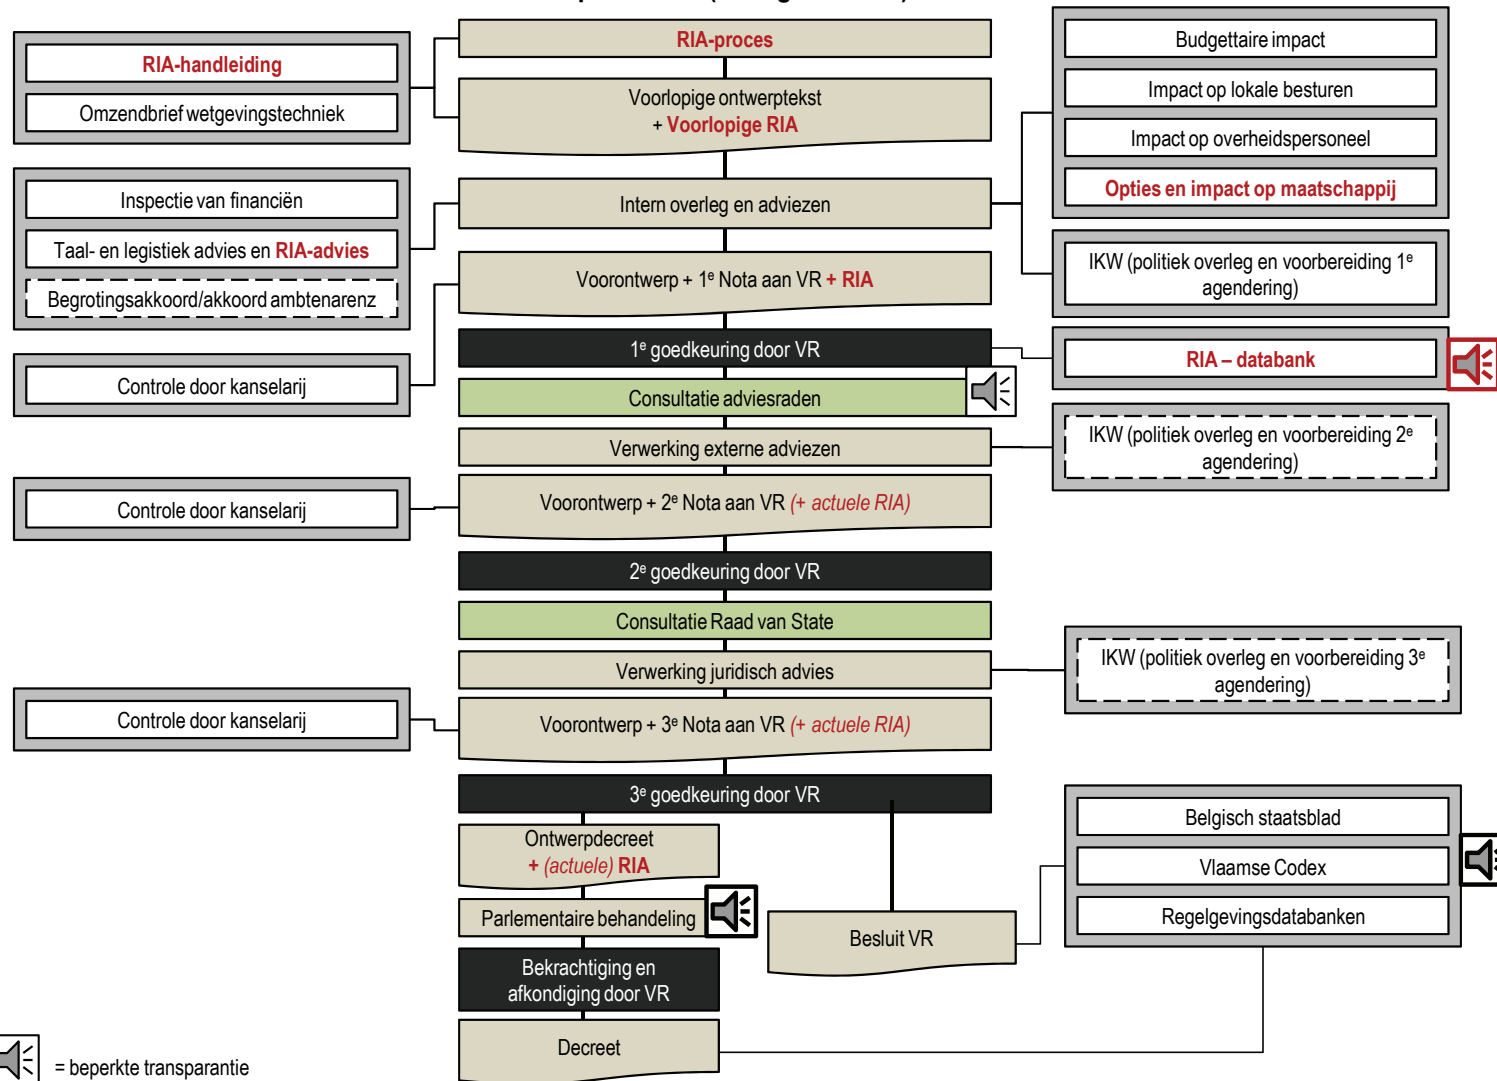 RIA-handleiding
Omzendbrief wetgevingstechniek
Inspectie van financiën
Taal- en legistiek advies en RIA-advies
Begrotingsakkoord/akkoord ambtenarenz
Controle door kanselarij
Controle door kanselarij
Controle door kanselarij
RIA-proces
Voorlopige ontwerptekst
+ Voorlopige RIA
Intern overleg en adviezen
Voorontwerp + 1e Nota aan VR + RIA
1e goedkeuring door VR
Consultatie adviesraden
Verwerking externe adviezen
Voorontwerp + 2e Nota aan VR (+ actuele RIA)
2e goedkeuring door VR
Consultatie Raad van State
Verwerking juridisch advies
Voorontwerp + 3e Nota aan VR (+ actuele RIA)
3e goedkeuring door VR
Ontwerpdecreet
+ (actuele) RIA
Parlementaire behandeling
Bekrachtiging en
afkondiging door VR
Decreet
Besluit VR
Budgettaire impact
Impact op lokale besturen
Impact op overheidspersoneel
Opties en impact op maatschappij
IKW (politiek overleg en voorbereiding 1e
agendering)
RIA – databank
IKW (politiek overleg en voorbereiding 2e
agendering)
IKW (politiek overleg en voorbereiding 3e
agendering)
Belgisch staatsblad
Vlaamse Codex
Regelgevingsdatabanken
= beperkte transparantie